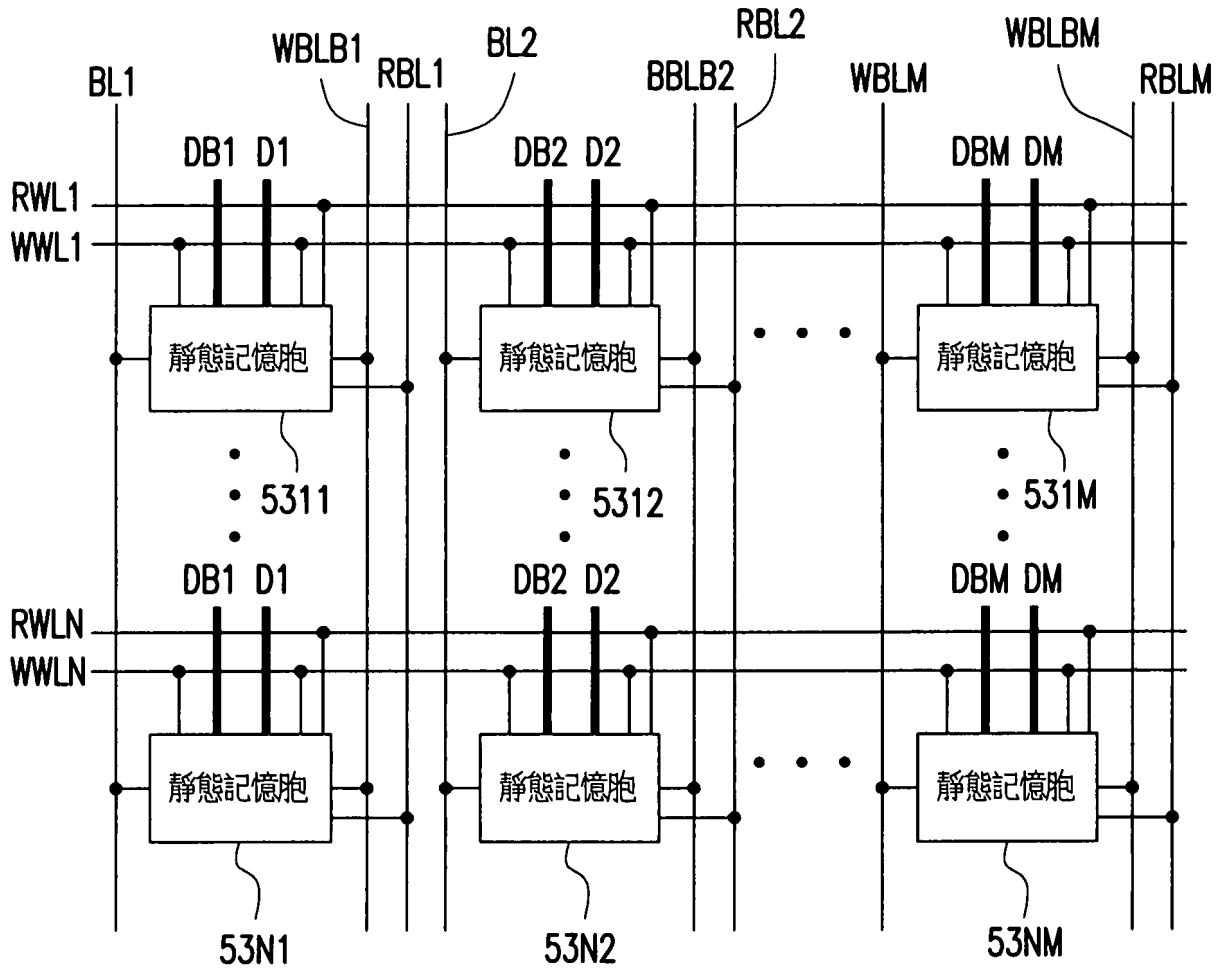 WBLB1 BL2 RBL2 WBLBM
BL1 RBL1 BBLB2 WBLM RBLM
DB1 D1 DB2 D2 DBM DM
RWL1
WWL1
靜態記憶胞 靜態記憶胞 靜態記憶胞
5311 5312 531M
DB1 D1 DB2 D2 DBM DM
RWLN
WWLN
靜態記憶胞 靜態記憶胞 靜態記憶胞
53N1 53N2 53NM